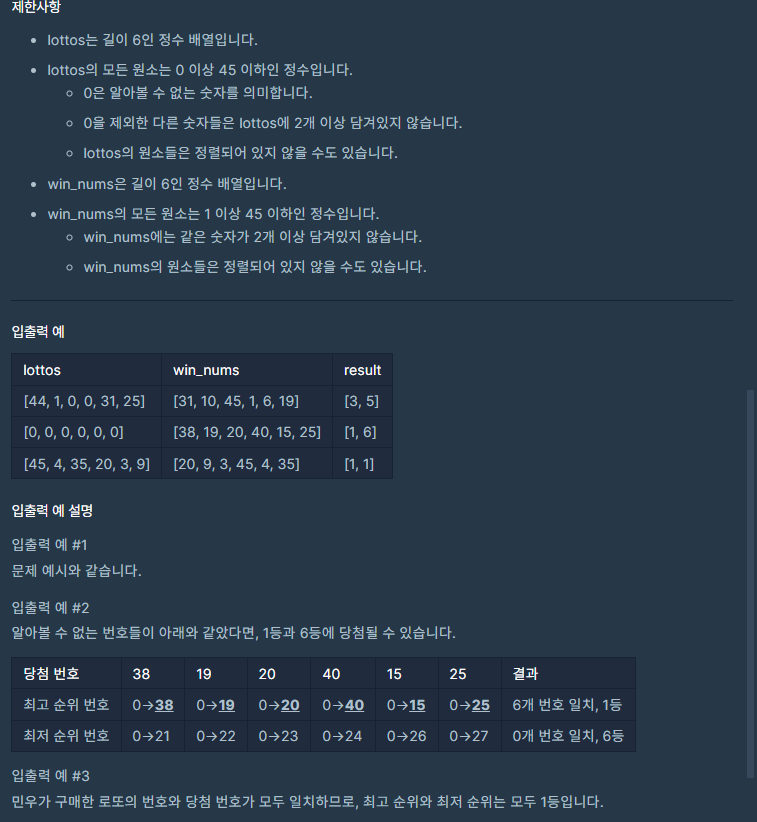 제한사항
lottos는 길이 6인 정수 배열입니다.
lottos의 모든 원소는 0 이상 45 이하인 정수입니다.
0은 알아볼 수 없는 숫자를 의미합니다.
0을 제외한 다른 숫자들은 lottos에 2개 이상 담겨있지 않습니다.
lottos의 원소들은 정렬되어 있지 않을 수도 있습니다.
win_nums은 길이 6인 정수 배열입니다.
win_nums의 모든 원소는 1 이상 45 이하인 정수입니다.
win_nums에는 같은 숫자가 2개 이상 담겨있지 않습니다.
win_nums의 원소들은 정렬되어 있지 않을 수도 있습니다.
입출력 예
lottos win_nums result
[44, 1, 0, 0, 31, 25] [31, 10, 45, 1, 6, 19] [3, 5]
[0, 0, 0, 0, 0, 0] [38, 19, 20, 40, 15, 25] [1, 6]
[45, 4, 35, 20, 3, 9] [20, 9, 3, 45, 4, 35] [1, 1]
입출력 예 설명
입출력 예 #1
문제 예시와 같습니다.
입출력 예 #2
알아볼 수 없는 번호들이 아래와 같았다면, 1등과 6등에 당첨될 수 있습니다.
당첨 번호 38 19 20 40 15 25 결과
최고 순위 번호 0→38 0→19 0→20 0→40 0→15 0→25 6개 번호 일치, 1등
최저 순위 번호 0→21 0→22 0→23 0→24 0→26 0→27 0개 번호 일치, 6등
입출력 예 #3
민우가 구매한 로또의 번호와 당첨 번호가 모두 일치하므로, 최고 순위와 최저 순위는 모두 1등입니다.